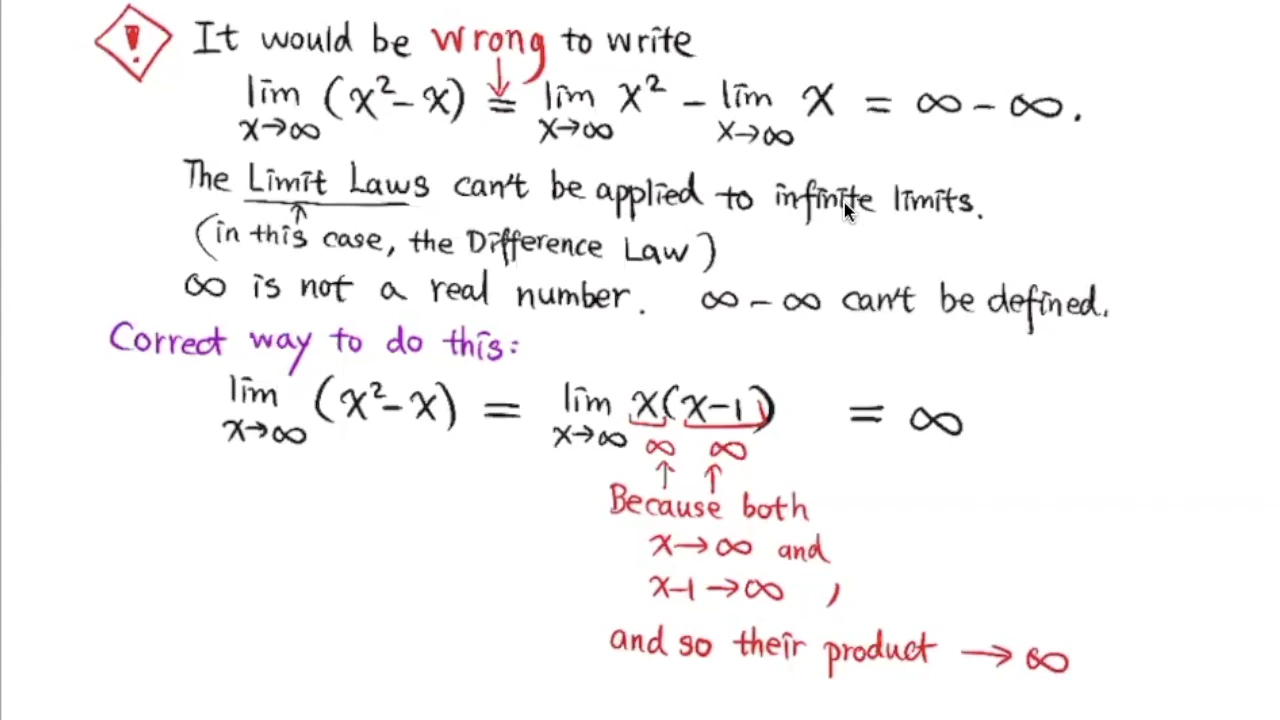 ! It would be wrong to write
lim x→∞ (x² - x) = lim x→∞ x² - lim x→∞ x = ∞ - ∞.
The Limit Laws can't be applied to infinite limits.
(in this case, the Difference Law)
∞ is not a real number. ∞ - ∞ can't be defined.
Correct way to do this:
lim x→∞ (x² - x) = lim x→∞ x(x-1) = ∞
∞ ∞
Because both
x→∞ and
x-1→∞ ,
and so their product → ∞